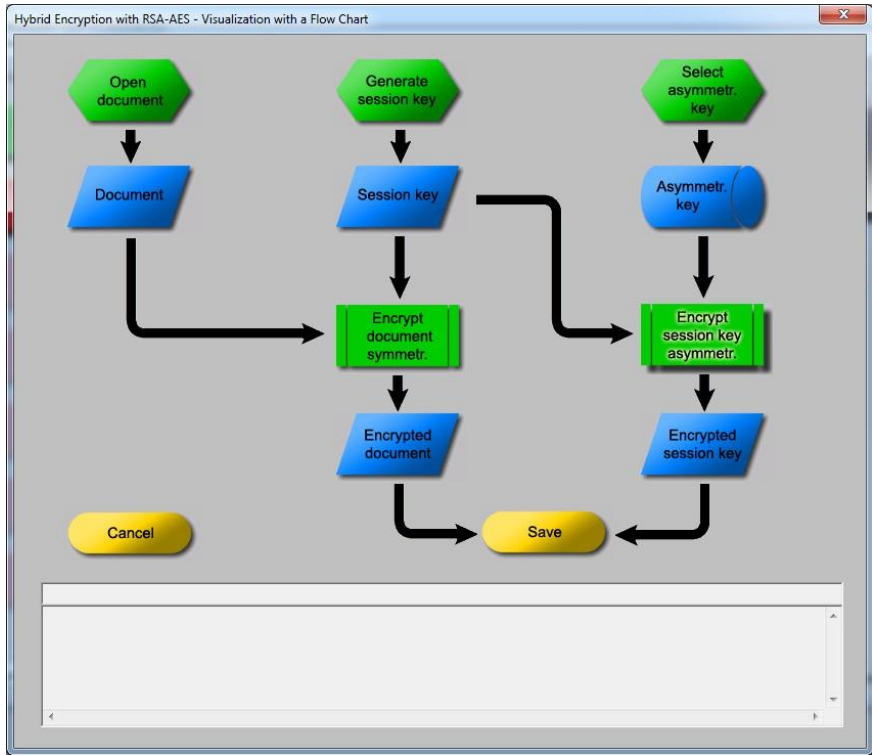 Hybrid Encryption with RSA-AES - Visualization with a Flow Chart
Open
document
Generate
session key
Select
asymmetr.
key
Document
Session key
Asymmetr.
key
Encrypt
document
symmetr.
Encrypt
session key
asymmetr.
Encrypted
document
Encrypted
session key
Cancel
Save